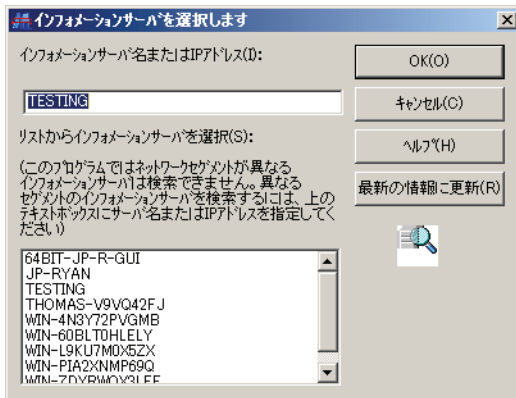 インフォメーションサーバを選択します
インフォメーションサーバ名またはIPアドレス(I):
TESTING
リストからインフォメーションサーバを選択(S):
(このプログラムではネットワークセグメントが異なる
インフォメーションサーバは検索できません。異なる
セグメントのインフォメーションサーバを検索するには、上の
テキストボックスにサーバ名またはIPアドレスを指定してく
ださい)
64BIT-JP-R-GUI
JP-RYAN
TESTING
THOMAS-V9VQ42FJ
WIN-4N3Y72PVGMB
WIN-60BLT0HLELY
WIN-L9KU7M0X5ZX
WIN-PIA2XNMP69Q
OK(O)
キャンセル(C)
ヘルプ(H)
最新の情報に更新(R)